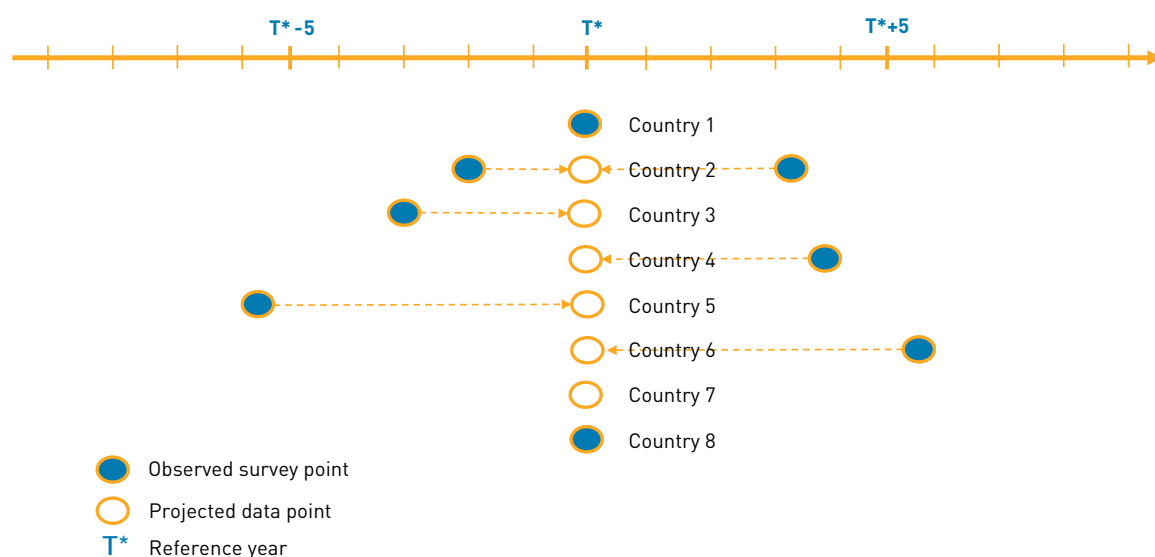 T*-5 T* T*+5
Country 1
Country 2
Country 3
Country 4
Country 5
Country 6
Country 7
Country 8
Observed survey point
Projected data point
T* Reference year